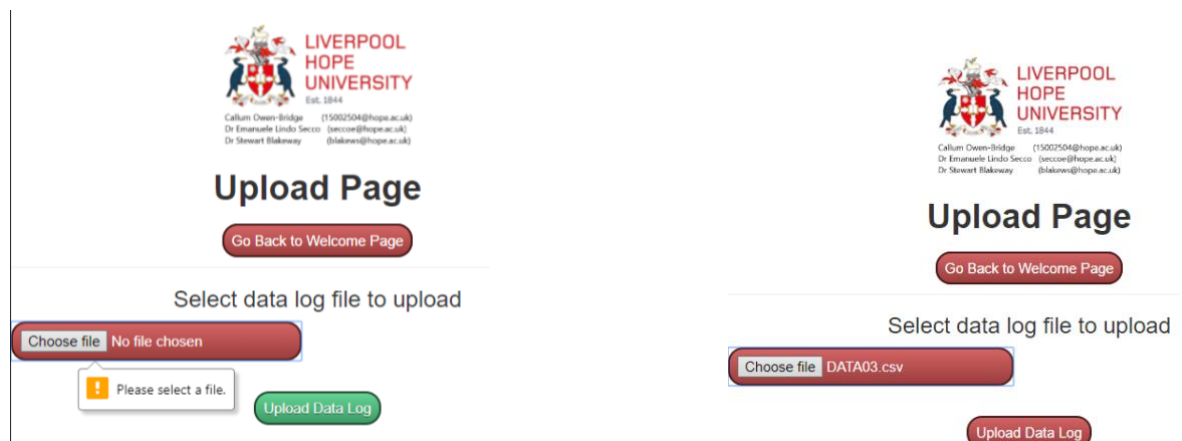 LIVERPOOL
HOPE
UNIVERSITY
Est. 1844
Callum Owen-Bridge (15002504@hope.ac.uk)
Dr Emanuele Lindo Secco (seccoe@hope.ac.uk)
Dr Stewart Blakeway (blakews@hope.ac.uk)
Upload Page
Go Back to Welcome Page
Select data log file to upload
Choose file No file chosen
Please select a file.
Upload Data Log
LIVERPOOL
HOPE
UNIVERSITY
Est. 1844
Callum Owen-Bridge (15002504@hope.ac.uk)
Dr Emanuele Lindo Secco (seccoe@hope.ac.uk)
Dr Stewart Blakeway (blakews@hope.ac.uk)
Upload Page
Go Back to Welcome Page
Select data log file to upload
Choose file DATA03.csv
Upload Data Log